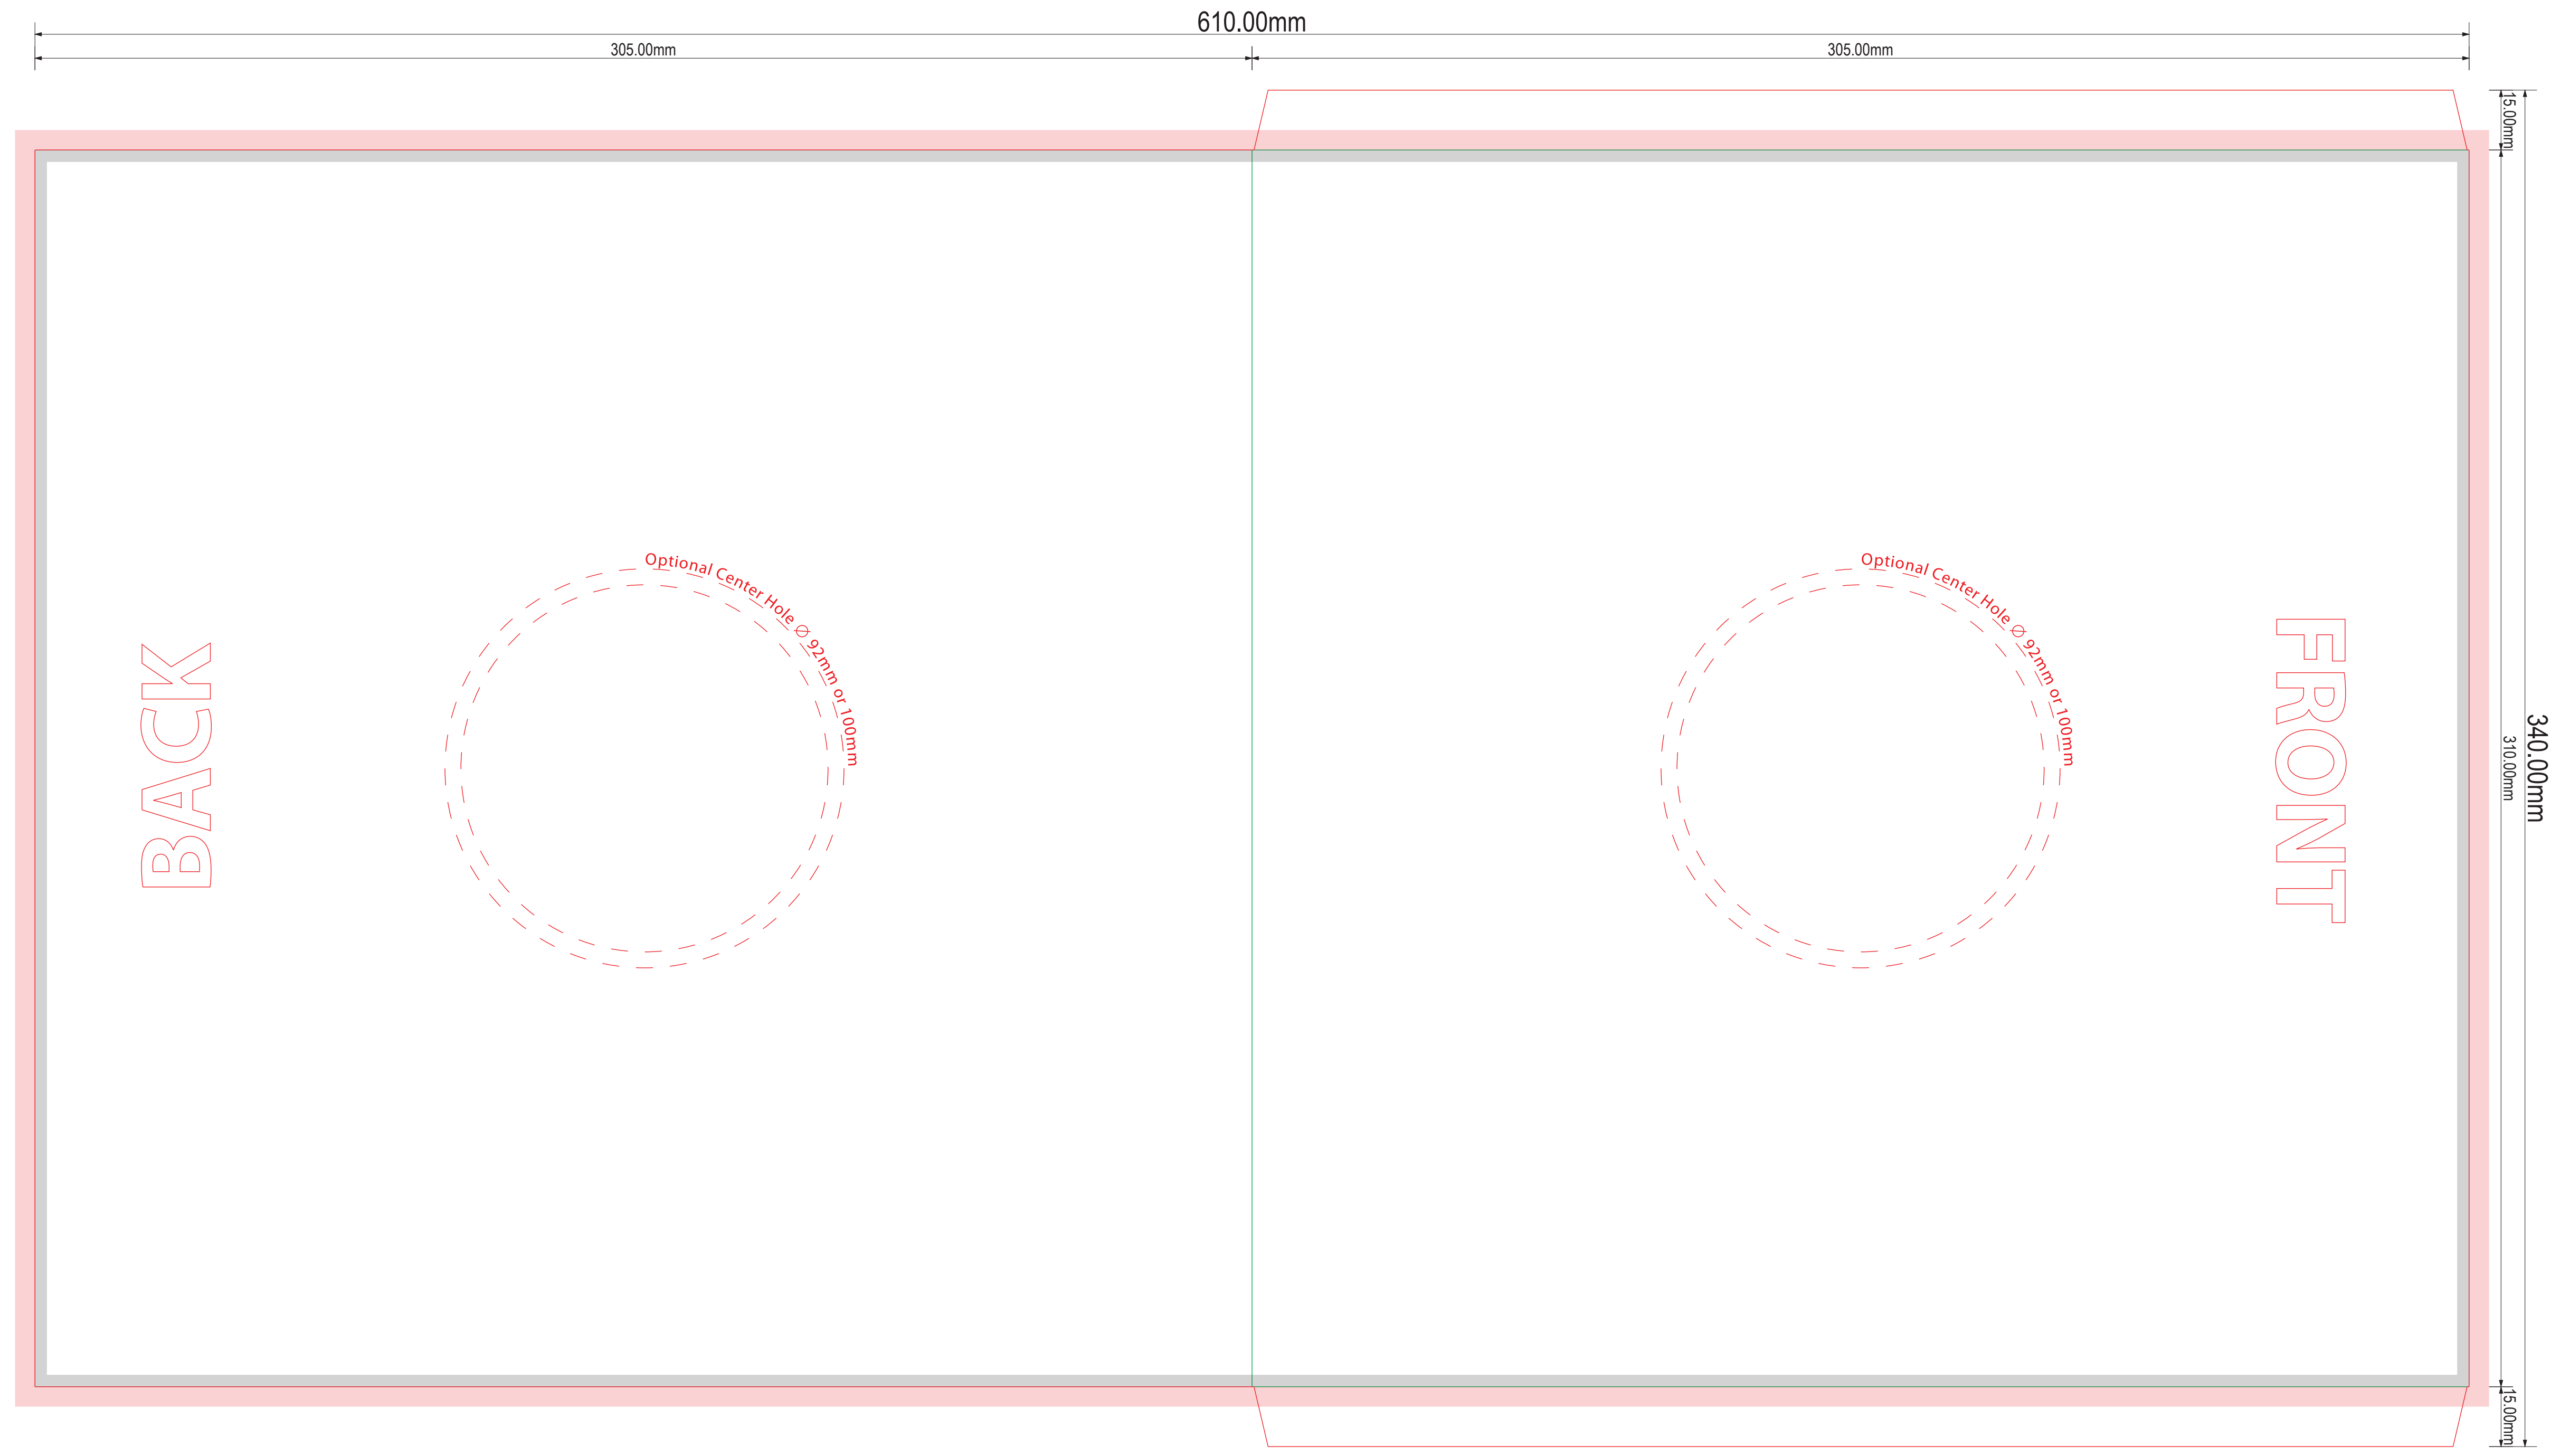 610.00mm
305.00mm
305.00mm
15.00mm
Optional Center Hole ∅ 92mm or 100mm
Optional Center Hole ∅ 92mm or 100mm
BACK
FRONT
310.00mm
340.00mm
15.00mm